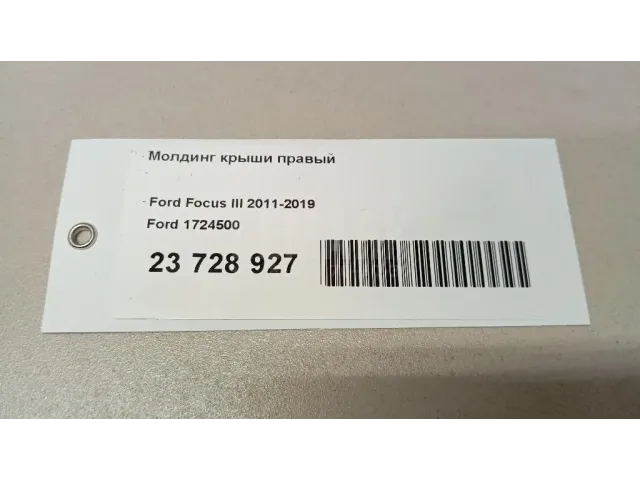 Молдинг крыши правый
Ford Focus III 2011-2019
Ford 1724500
23 728 927